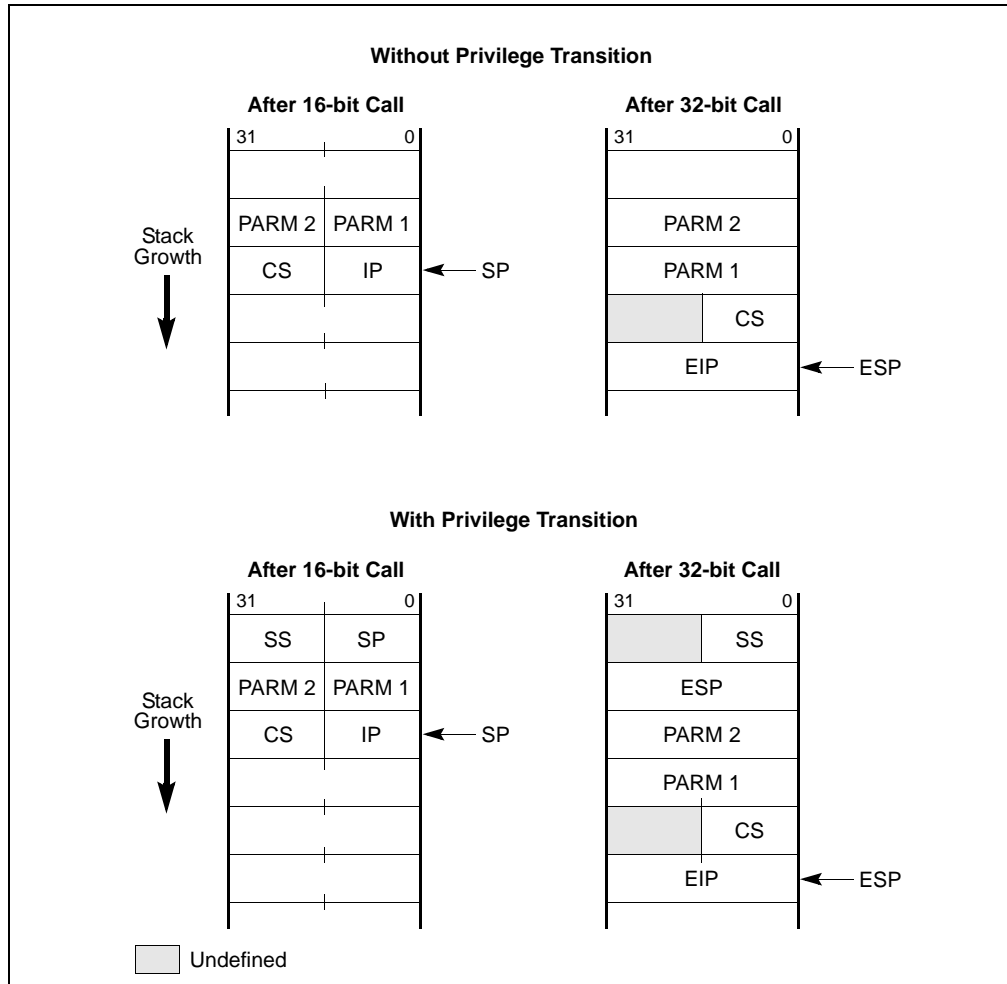 Without Privilege Transition
After 16-bit Call
31 0
PARM 2 PARM 1
CS IP
SP
Stack
Growth
After 32-bit Call
31 0
PARM 2
PARM 1
CS
EIP
ESP
With Privilege Transition
After 16-bit Call
31 0
SS SP
PARM 2 PARM 1
CS IP
SP
Stack
Growth
After 32-bit Call
31 0
SS
ESP
PARM 2
PARM 1
CS
EIP
ESP
Undefined